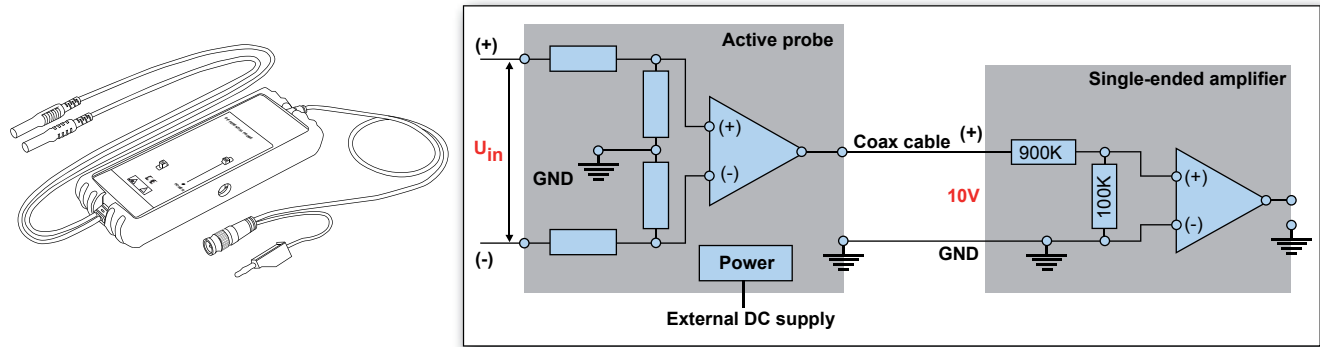 Active probe
(+)
Single-ended amplifier
(+)
Coax cable
(+)
900K
100K
(+)
Uin
GND
(-)
10V
(-)
(-)
GND
Power
External DC supply